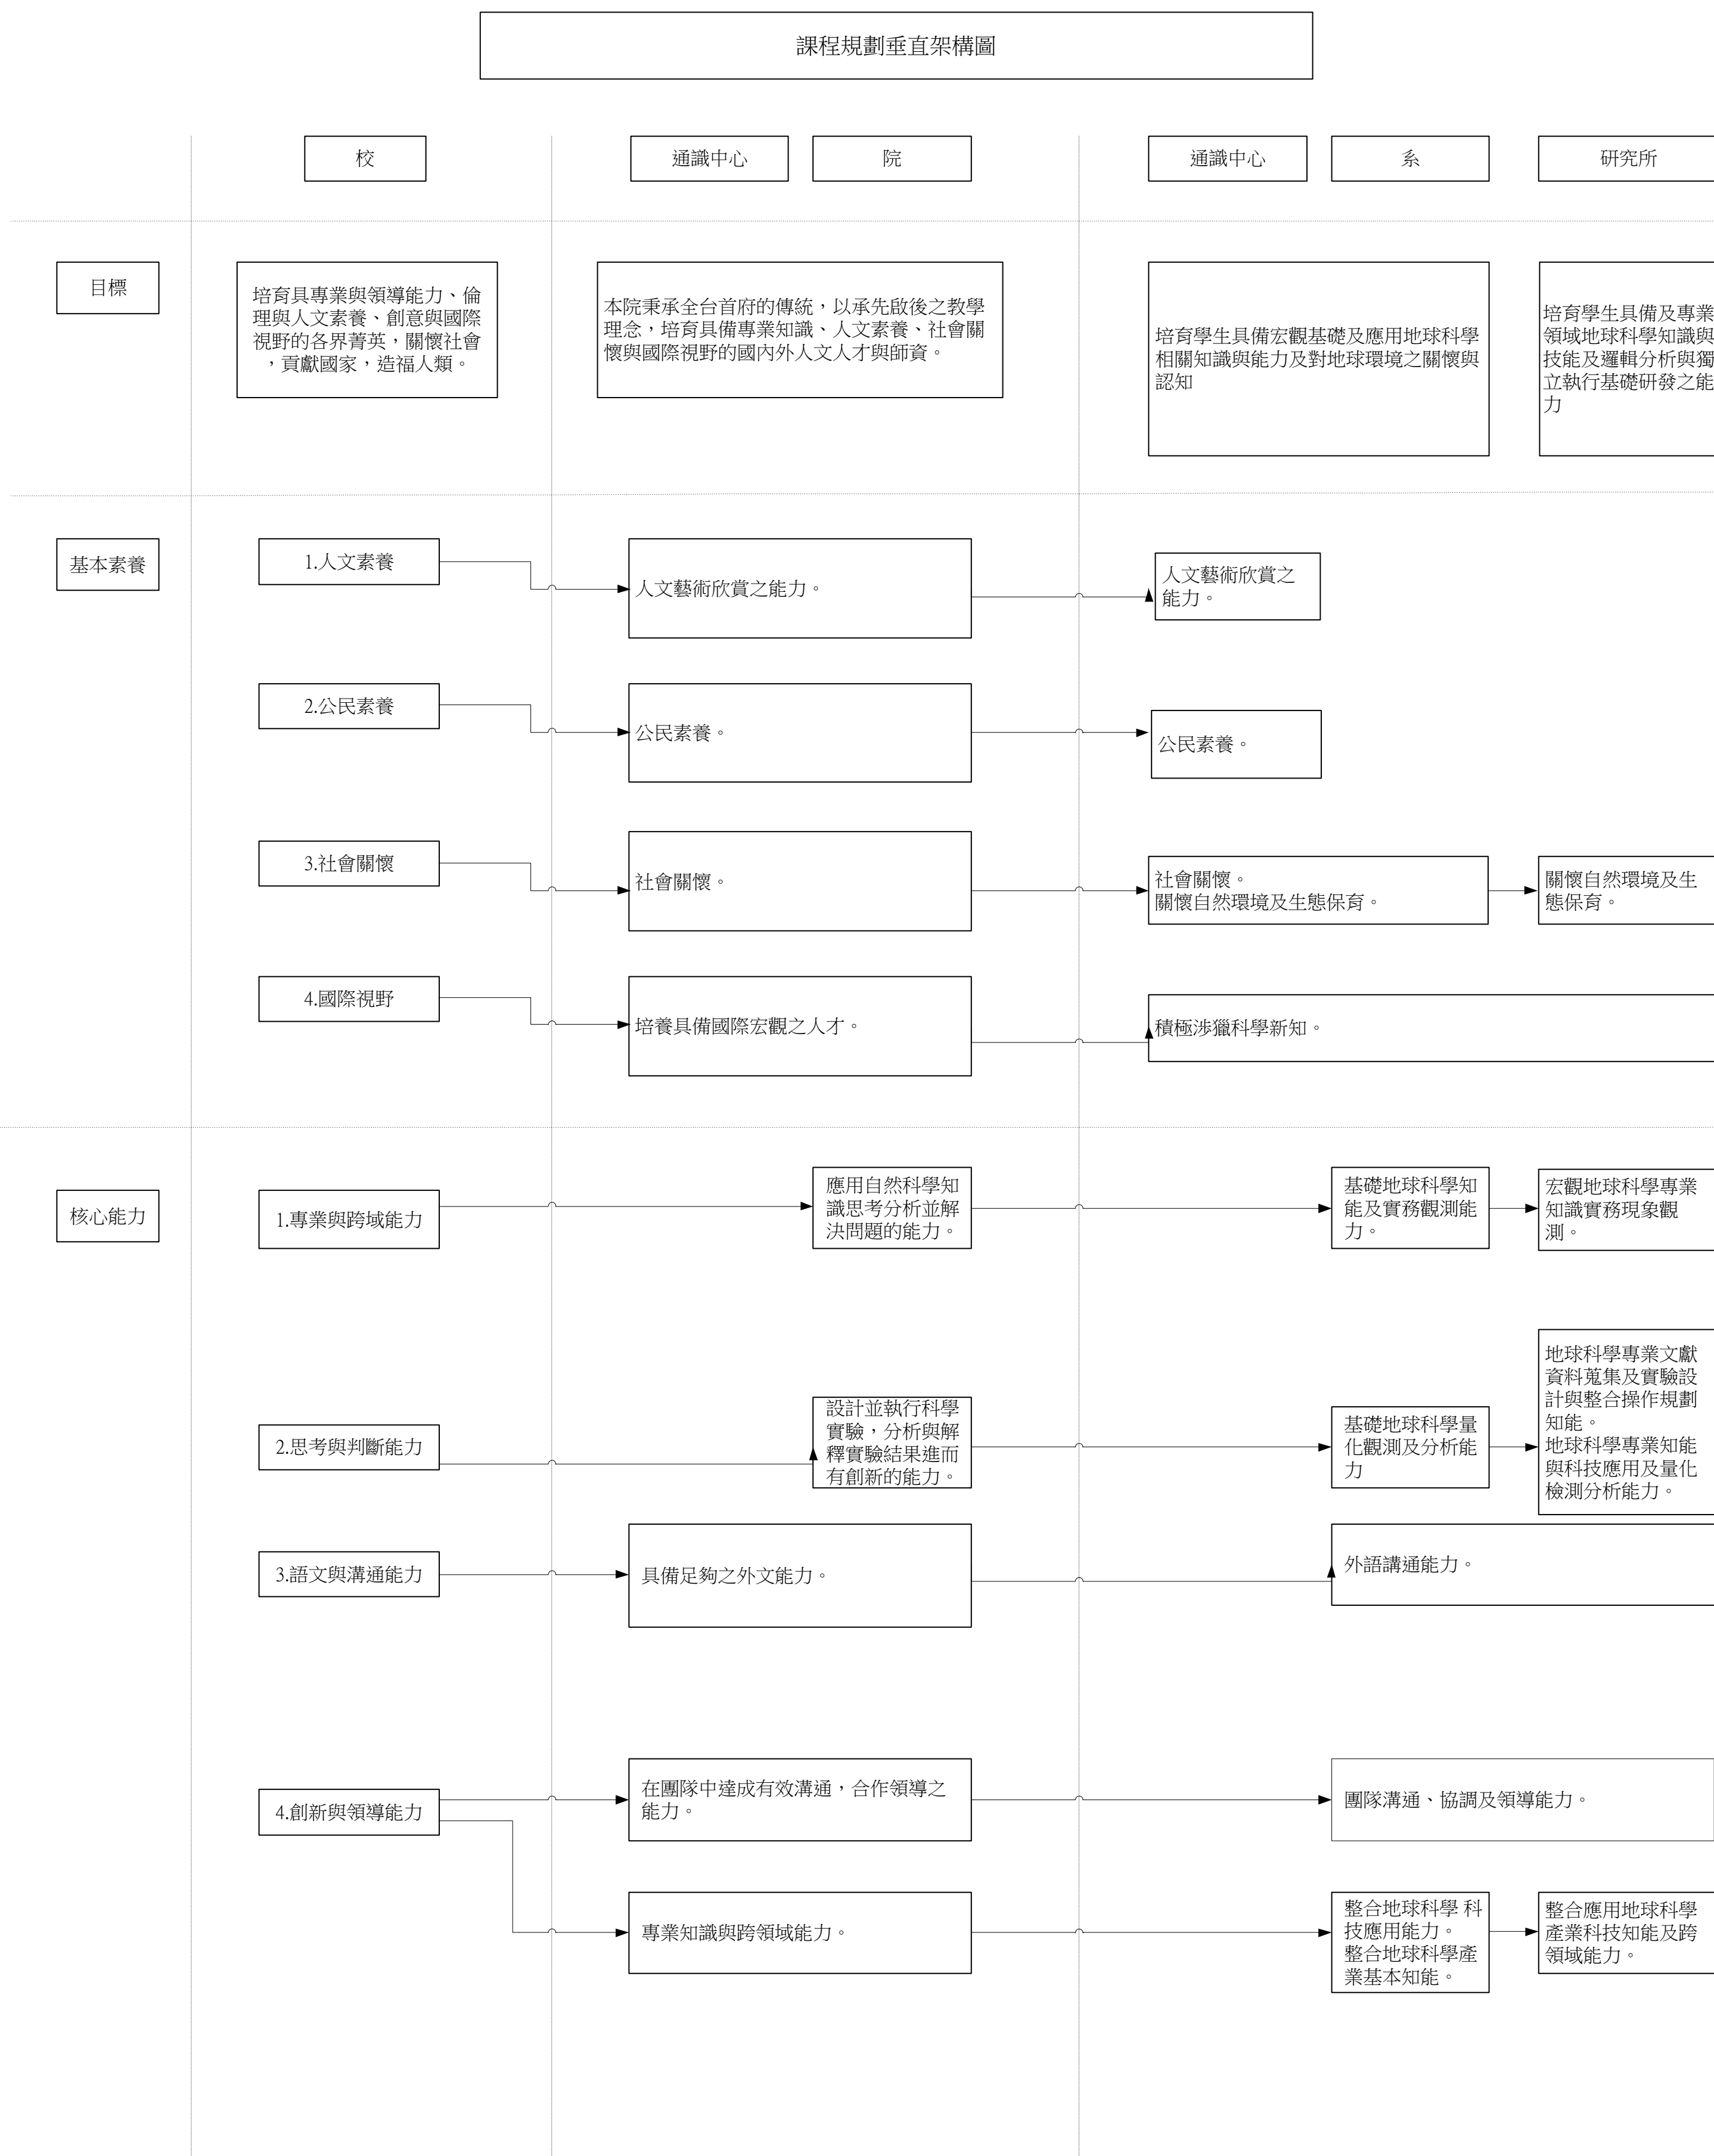 課程規劃垂直架構圖
校
通識中心
院
通識中心
系
研究所
目標
培育具專業與領導能力、倫
理與人文素養、創意與國際
視野的各界菁英，關懷社會
，貢獻國家，造福人類。
本院秉承全台首府的傳統，以承先啟後之教學
理念，培育具備專業知識、人文素養、社會關
懷與國際視野的國內外人文人才與師資。
培育學生具備宏觀基礎及應用地球科學
相關知識與能力及對地球環境之關懷與
認知
培育學生具備及專業
領域地球科學知識與
技能及邏輯分析與獨
立執行基礎研發之能
力
基本素養
1.人文素養
人文藝術欣賞之能力。
人文藝術欣賞之
能力。
2.公民素養
公民素養。
公民素養。
3.社會關懷
社會關懷。
社會關懷。
關懷自然環境及生態保育。
關懷自然環境及生
態保育。
4.國際視野
培養具備國際宏觀之人才。
積極涉獵科學新知。
核心能力
1.專業與跨域能力
應用自然科學知
識思考分析並解
決問題的能力。
基礎地球科學知
能及實務觀測能
力。
宏觀地球科學專業
知識實務現象觀
測。
2.思考與判斷能力
設計並執行科學
實驗，分析與解
釋實驗結果進而
有創新的能力。
基礎地球科學量
化觀測及分析能
力
地球科學專業文獻
資料蒐集及實驗設
計與整合操作規劃
知能。
地球科學專業知能
與科技應用及量化
檢測分析能力。
3.語文與溝通能力
具備足夠之外文能力。
外語講通能力。
4.創新與領導能力
在團隊中達成有效溝通，合作領導之
能力。
團隊溝通、協調及領導能力。
專業知識與跨領域能力。
整合地球科學 科
技應用能力。
整合地球科學產
業基本知能。
整合應用地球科學
產業科技知能及跨
領域能力。